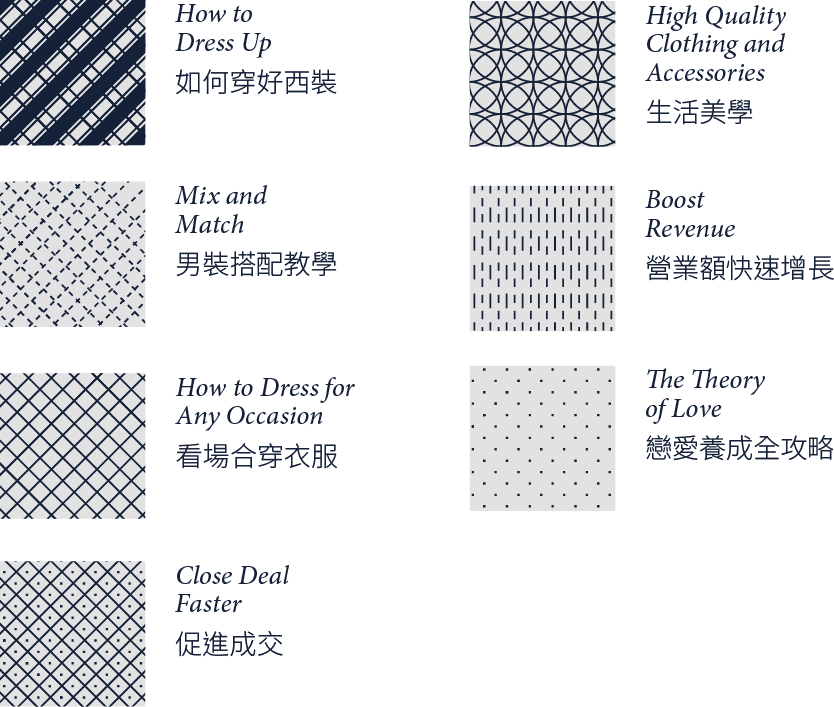 How to
Dress Up
如何穿好西裝
Mix and
Match
男裝搭配教學
How to Dress for
Any Occasion
看場合穿衣服
Close Deal
Faster
促進成交
High Quality
Clothing and
Accessories
生活美學
Boost
Revenue
營業額快速增長
The Theory
of Love
戀愛養成全攻略